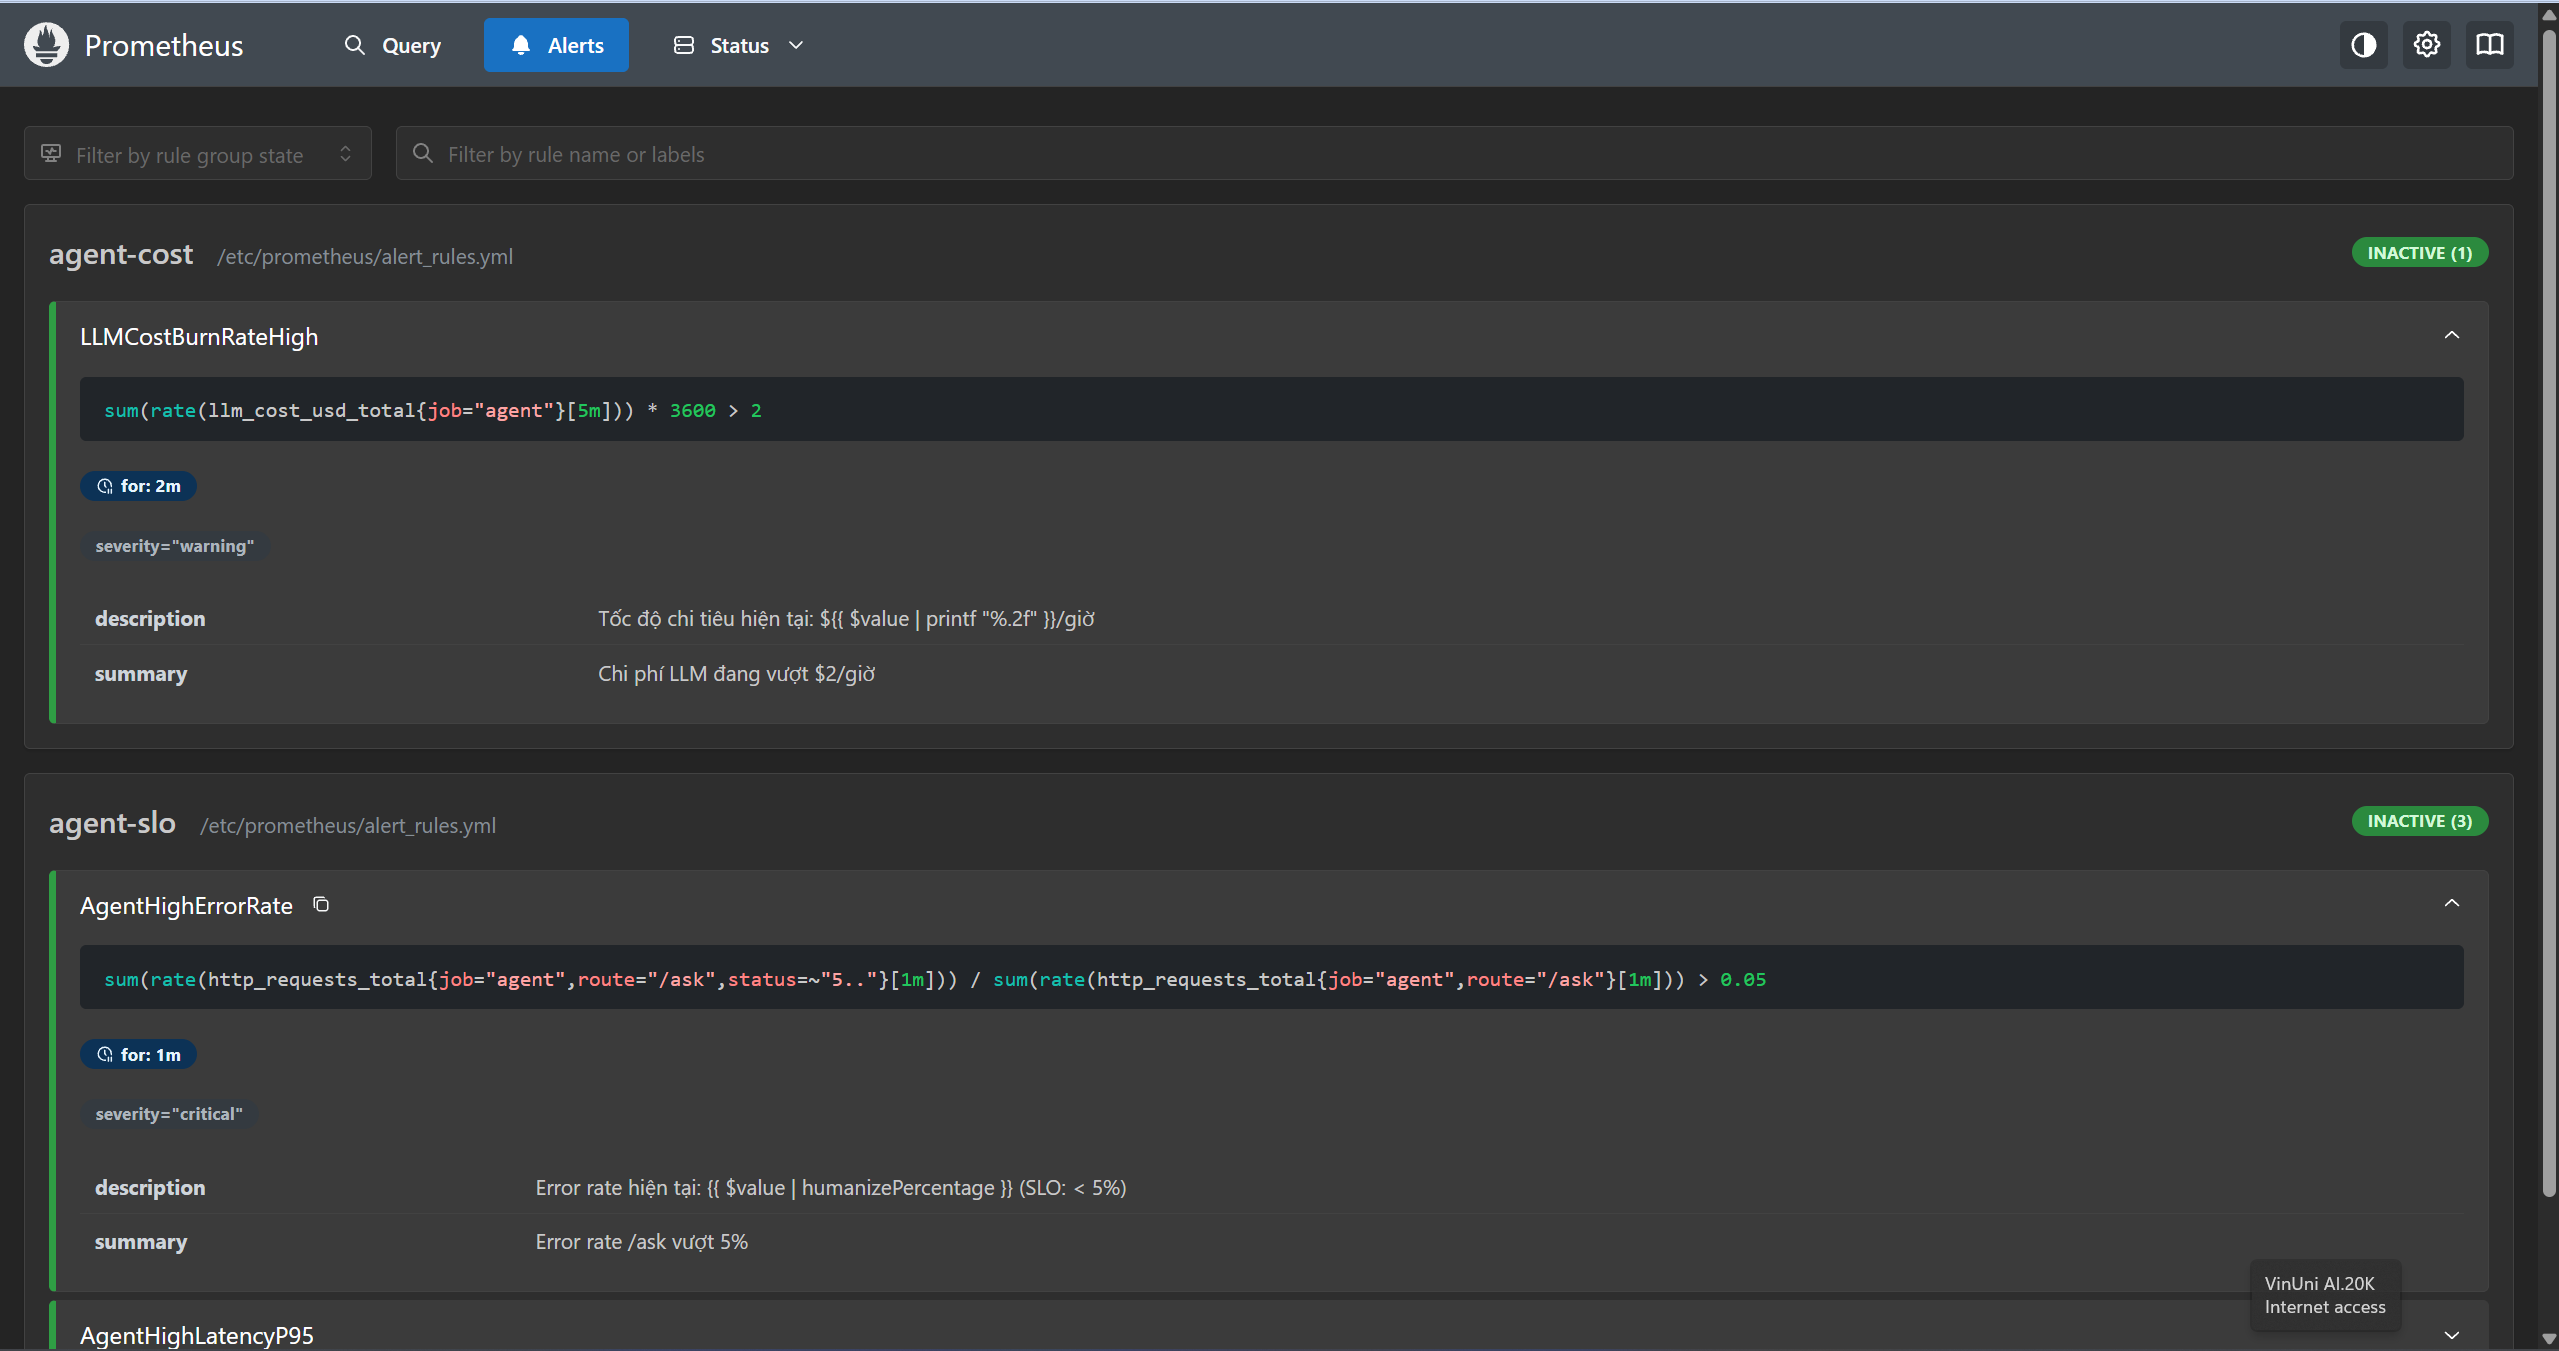 Prometheus
Query
Alerts
Status
Filter by rule group state
Filter by rule name or labels
agent-cost /etc/prometheus/alert_rules.yml
INACTIVE (1)
LLMCostBurnRateHigh
sum(rate(llm_cost_usd_total{job="agent"}[5m])) * 3600 > 2
for: 2m
severity="warning"
description Tốc độ chi tiêu hiện tại: ${{ $value | printf "%.2f" }}/giờ
summary Chi phí LLM đang vượt $2/giờ
agent-slo /etc/prometheus/alert_rules.yml
INACTIVE (3)
AgentHighErrorRate
sum(rate(http_requests_total{job="agent",route="/ask",status=~"5.."}[1m])) / sum(rate(http_requests_total{job="agent",route="/ask"}[1m])) > 0.05
for: 1m
severity="critical"
description Error rate hiện tại: {{ $value | humanizePercentage }} (SLO: < 5%)
summary Error rate /ask vượt 5%
AgentHighLatencyP95
VinUni AI.20K
Internet access